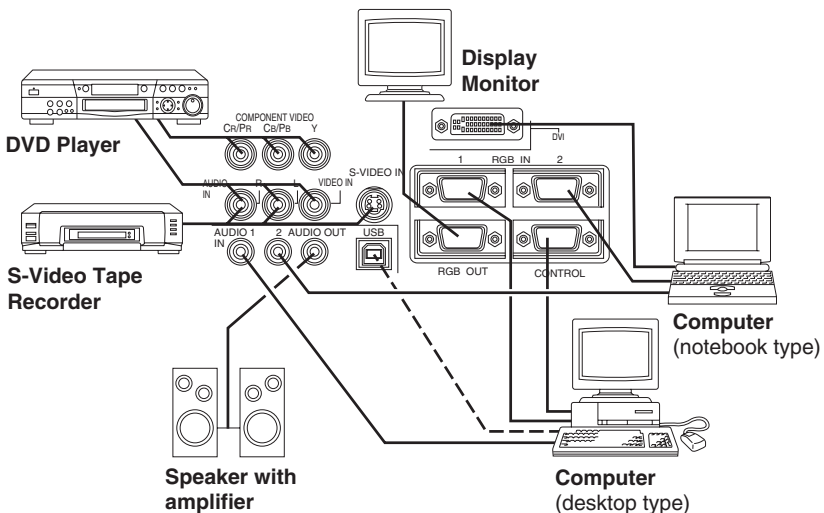 Display
Monitor
DVD Player
COMPONENT VIDEO
CR/PR CB/PB Y
DVI
1 RGB IN 2
S-VIDEO IN
AUDIO IN R L VIDEO IN
AUDIO 1 IN 2 AUDIO OUT USB
RGB OUT CONTROL
S-Video Tape
Recorder
Computer
(notebook type)
Speaker with
amplifier
Computer
(desktop type)